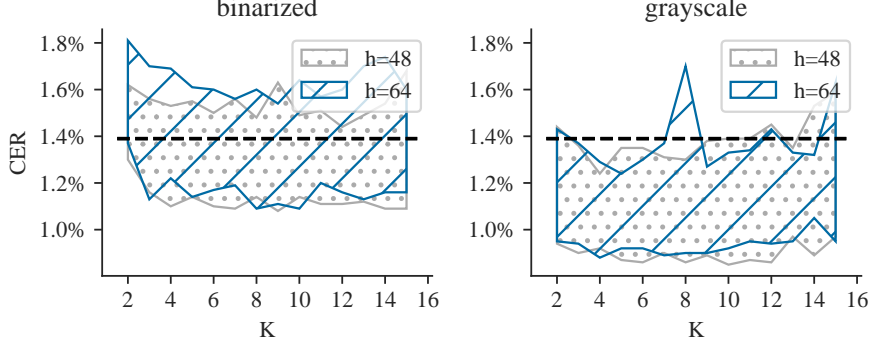 binarized
1.8%
1.6%
1.4%
1.2%
1.0%
CER
2 4 6 8 10 12 14 16
K
h=48
h=64
grayscale
1.8%
1.6%
1.4%
1.2%
1.0%
2 4 6 8 10 12 14 16
K
h=48
h=64